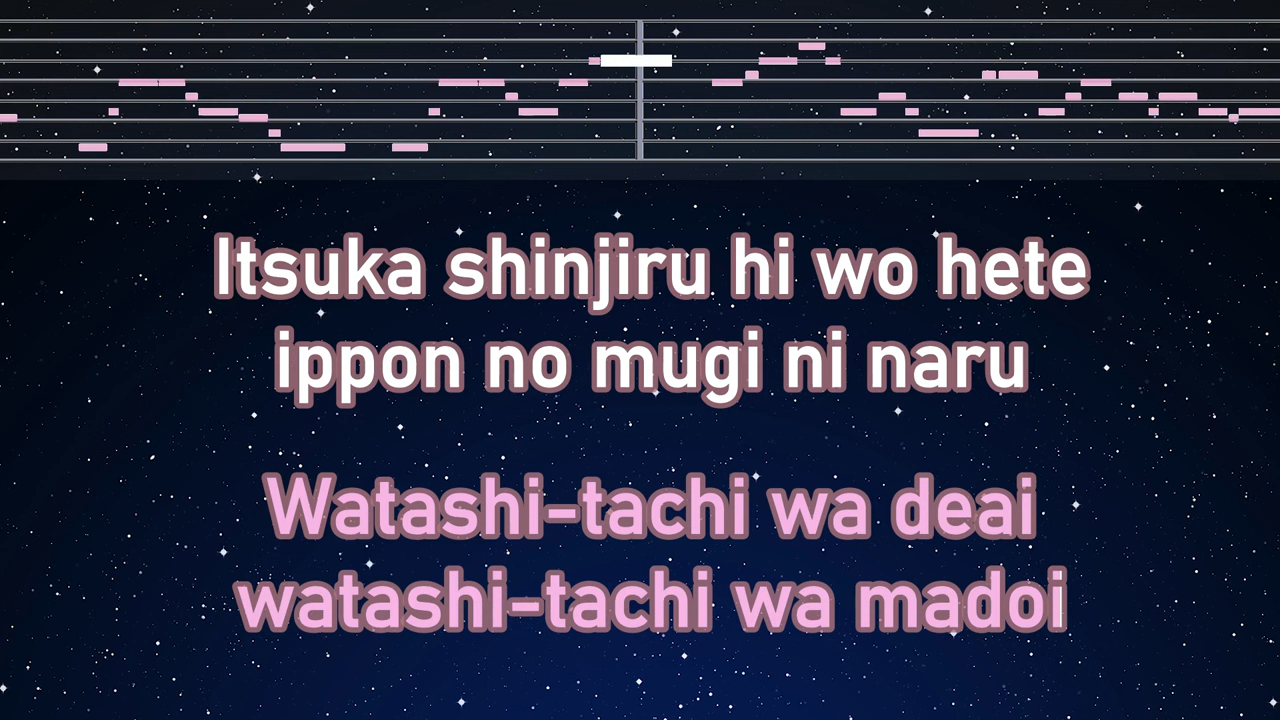 Itsuka shinjiru hi wo hete
ippon no mugi ni naru
Watashi-tachi wa deai
watashi-tachi wa madoi